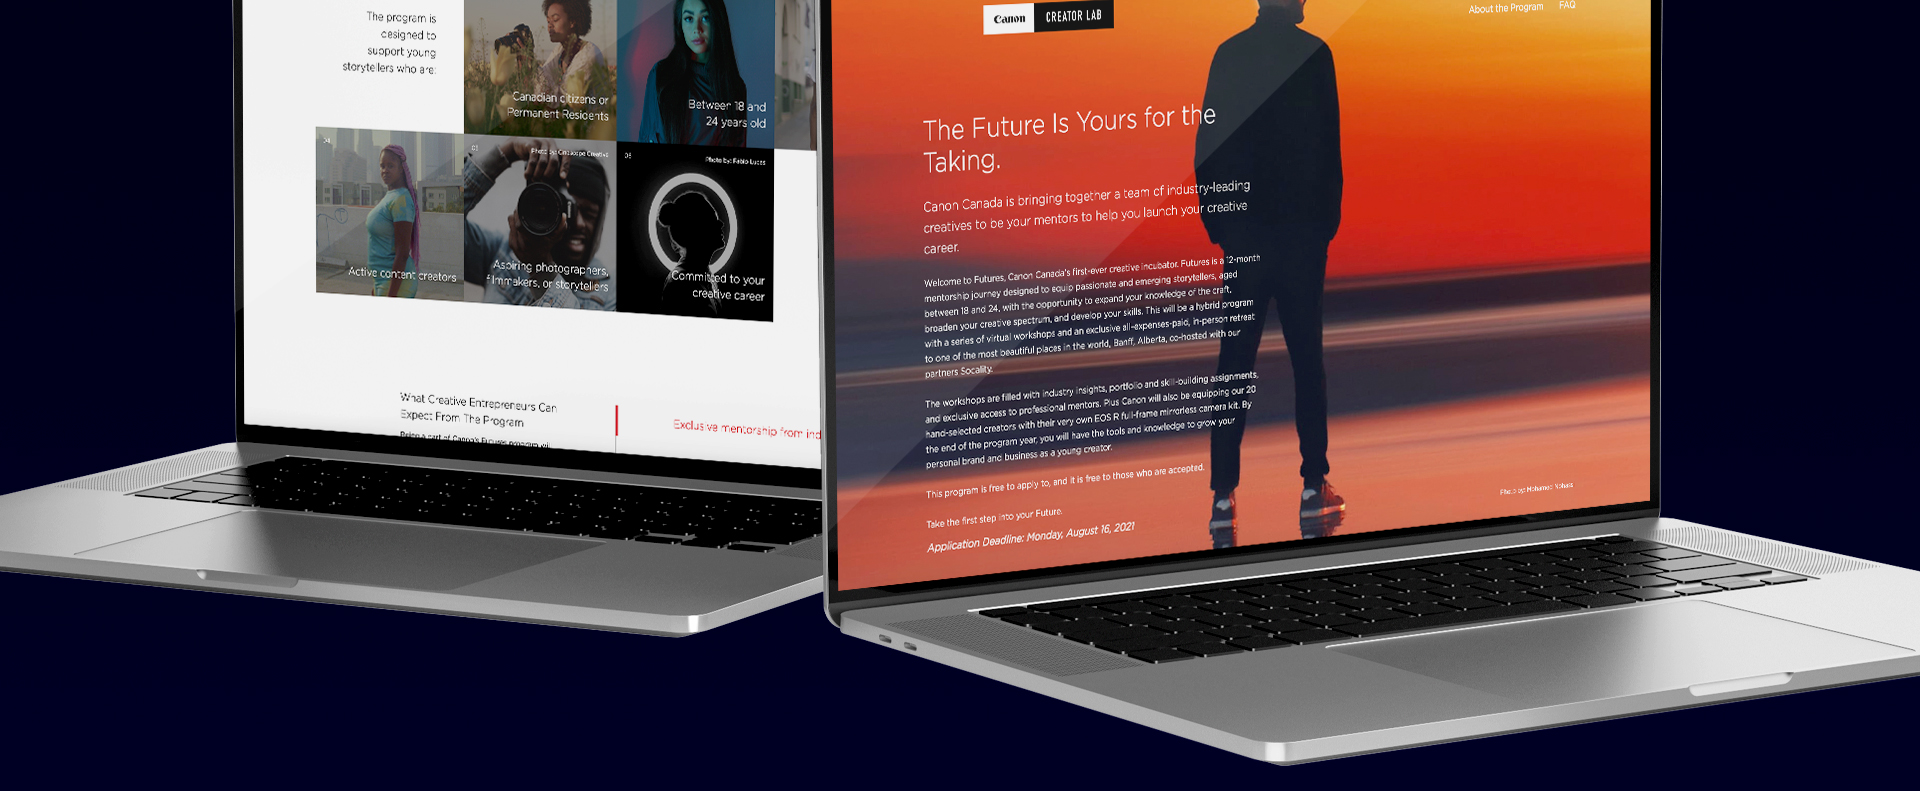 The program is
designed to
support young
storytellers who are:
Canadian citizens or
Permanent Residents
Between 18 and
24 years old
04
05
Photo by: Cinescope Creative
06
Photo by: Fabio Lucas
Active content creators
Aspiring photographers,
filmmakers, or storytellers
Committed to your
creative career
What Creative Entrepreneurs Can
Expect From The Program
Being a part of Canon's Futures program will
Exclusive mentorship from ind
Canon CREATOR LAB
About the Program FAQ
The Future Is Yours for the
Taking.
Canon Canada is bringing together a team of industry-leading
creatives to be your mentors to help you launch your creative
career.
Welcome to Futures, Canon Canada's first-ever creative incubator. Futures is a 12-month
mentorship journey designed to equip passionate and emerging storytellers, aged
between 18 and 24, with the opportunity to expand your knowledge of the craft,
broaden your creative spectrum, and develop your skills. This will be a hybrid program
with a series of virtual workshops and an exclusive all-expenses-paid, in-person retreat
to one of the most beautiful places in the world, Banff, Alberta, co-hosted with our
partners Socality.
The workshops are filled with industry insights, portfolio and skill-building assignments,
and exclusive access to professional mentors. Plus Canon will also be equipping our 20
hand-selected creators with their very own EOS R full-frame mirrorless camera kit. By
the end of the program year, you will have the tools and knowledge to grow your
personal brand and business as a young creator.
This program is free to apply to, and it is free to those who are accepted.
Take the first step into your Future.
Application Deadline: Monday, August 16, 2021
Photo by: Mohamed Nohassi